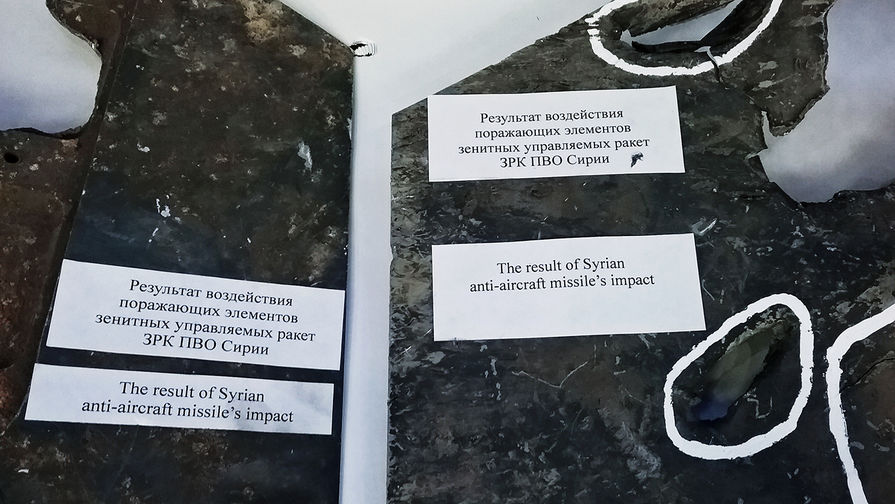 Результат воздействия
поражающих элементов
зенитных управляемых ракет
ЗРК ПВО Сирии
The result of Syrian
anti-aircraft missile's impact
Результат воздействия
поражающих элементов
зенитных управляемых ракет
ЗРК ПВО Сирии
The result of Syrian
anti-aircraft missile's impact